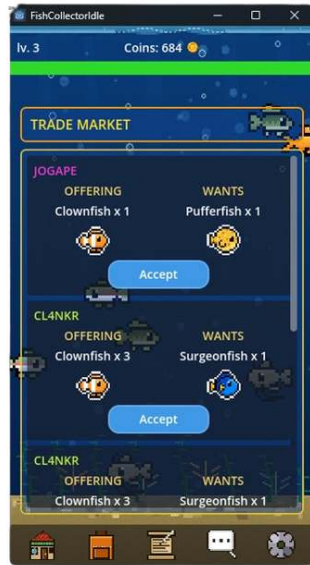 FishCollectorIdle
lv. 3 Coins: 684
TRADE MARKET
JOGAPE
OFFERING WANTS
Clownfish x 1 Pufferfish x 1
Accept
CL4NKR
OFFERING WANTS
Clownfish x 3 Surgeonfish x 1
Accept
CL4NKR
OFFERING WANTS
Clownfish x 3 Surgeonfish x 1